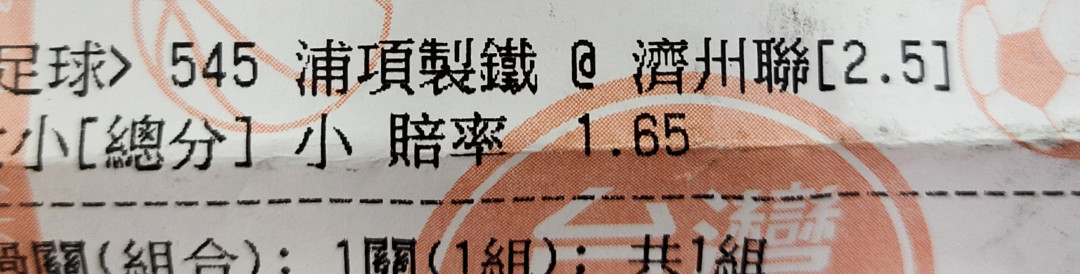 足球> 545 浦項製鐵 @ 濟州聯[2.5]
大小[總分] 小 賠率 1.65
過關(組合): 1關(1組): 共1組
台灣